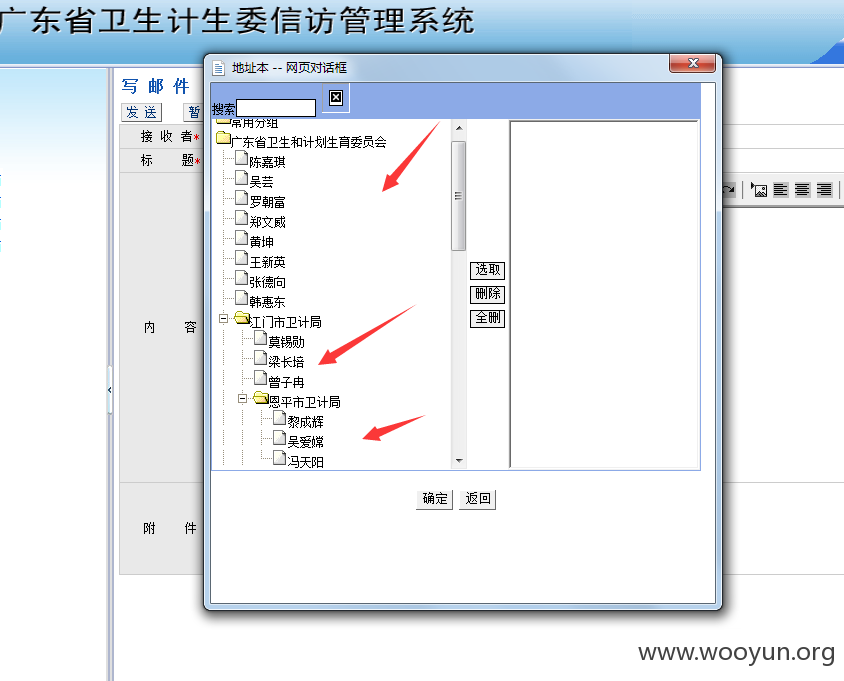 广东省卫生计生委信访管理系统
地址本 -- 网页对话框
写 邮 件
发 送
暂
搜索
接 收 者*
标 题*
内 容
附 件
常用分组
广东省卫生和计划生育委员会
陈嘉琪
吴芸
罗朝富
郑文威
黄坤
王新英
张德向
韩惠东
江门市卫计局
莫锡勋
梁长培
曾子冉
恩平市卫计局
黎成辉
吴爱嫦
冯天阳
选取
删除
全删
确定
返回
www.wooyun.org